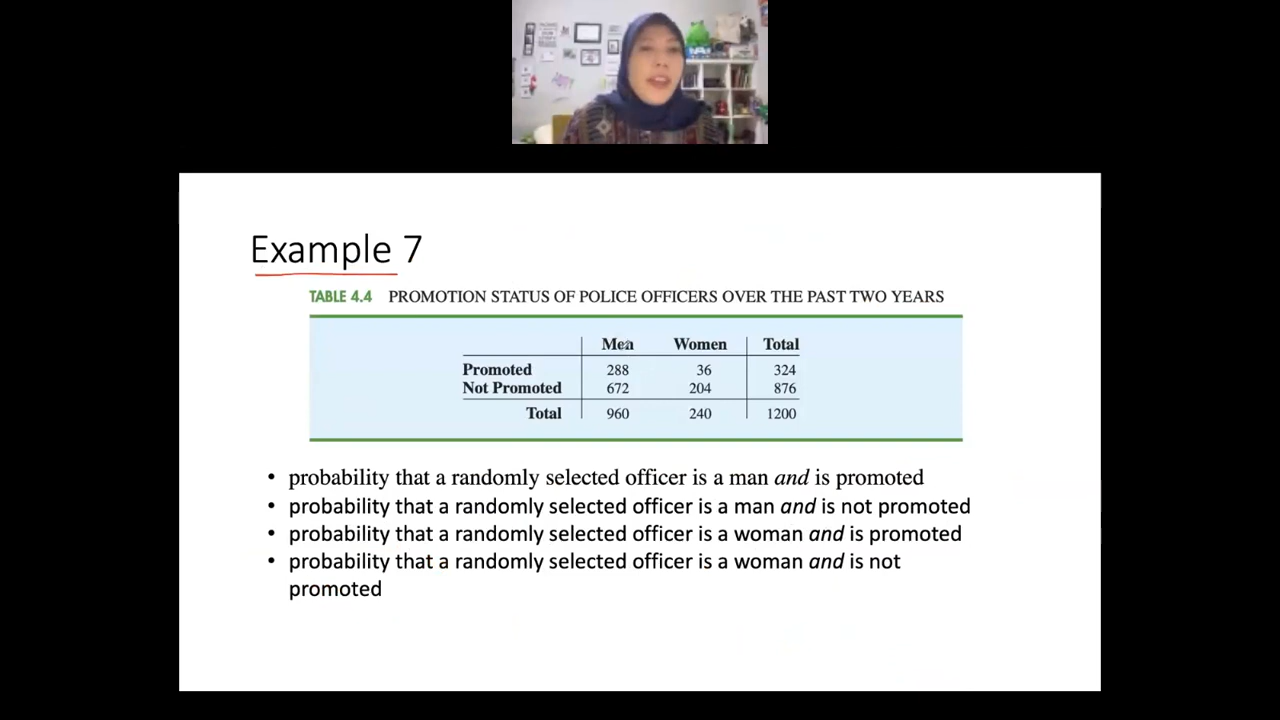 Example 7
TABLE 4.4 PROMOTION STATUS OF POLICE OFFICERS OVER THE PAST TWO YEARS
Men Women Total
Promoted 288 36 324
Not Promoted 672 204 876
Total 960 240 1200
• probability that a randomly selected officer is a man and is promoted
• probability that a randomly selected officer is a man and is not promoted
• probability that a randomly selected officer is a woman and is promoted
• probability that a randomly selected officer is a woman and is not
promoted